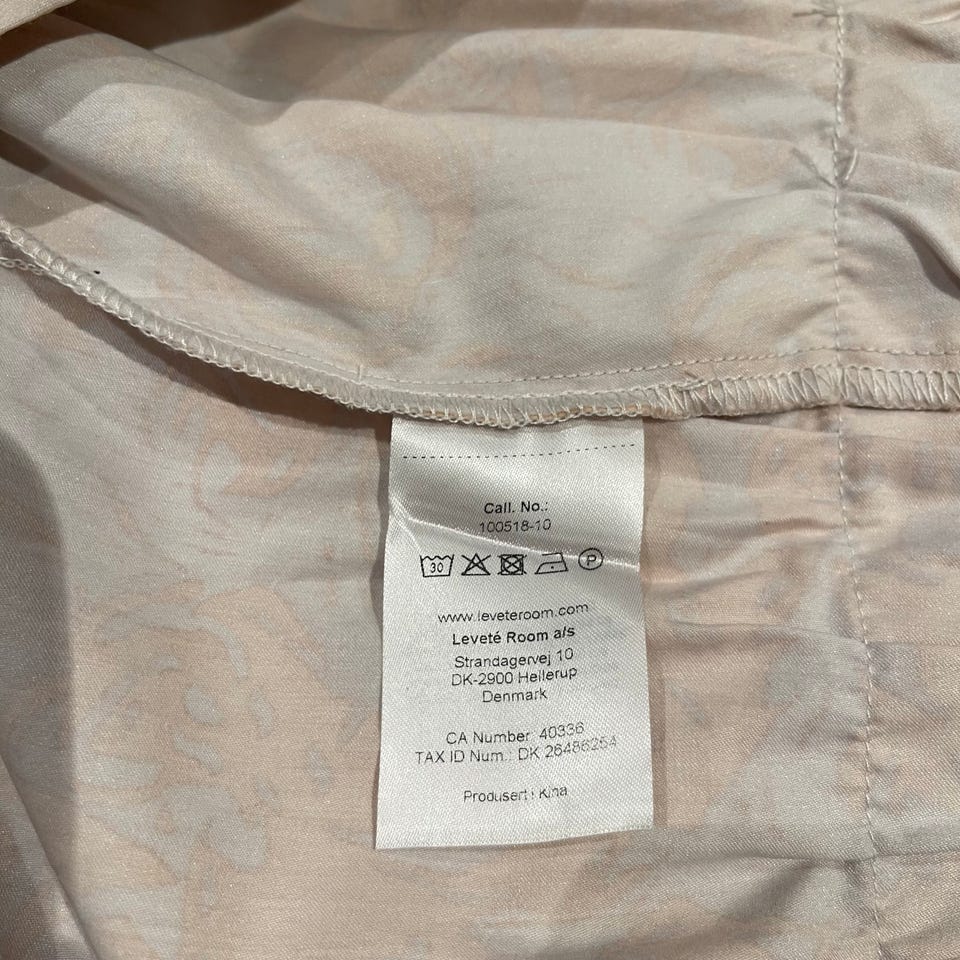 Call. No.:
100518-10
30 P
www.leveteroom.com
Leveté Room a/s
Strandagervej 10
DK-2900 Hellerup
Denmark
CA Number 40336
TAX ID Num.: DK 26486254
Produsert i Kina